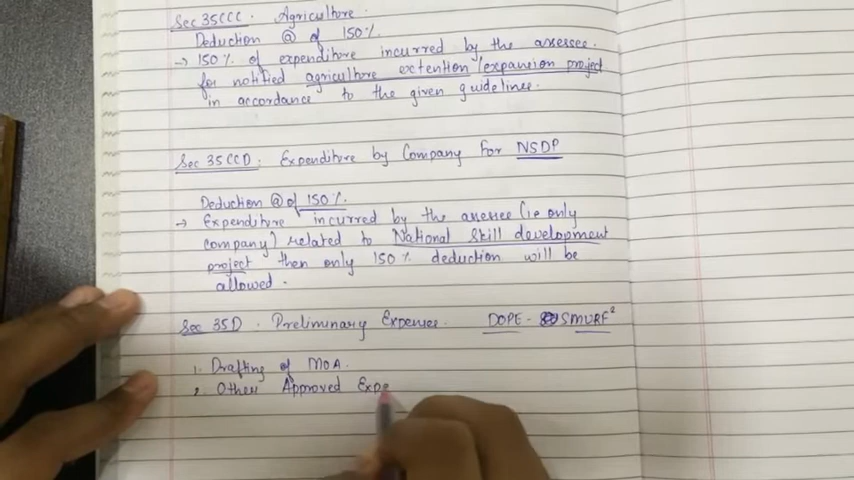 Sec 35CCC. Agriculture.
Deduction @ of 150%.
→ 150% of expenditure incurred by the assessee.
for notified agriculture extention / expansion project
in accordance to the given guidelines.
Sec 35CCD. Expenditure by Company for NSDP
Deduction @ of 150%.
→ Expenditure incurred by the assessee (ie only
company) related to National Skill development
project then only 150% deduction will be
allowed.
Sec 35D. Preliminary Expenses. DOPE - SMURF²
1. Drafting of MOA.
2. Other Approved Expe